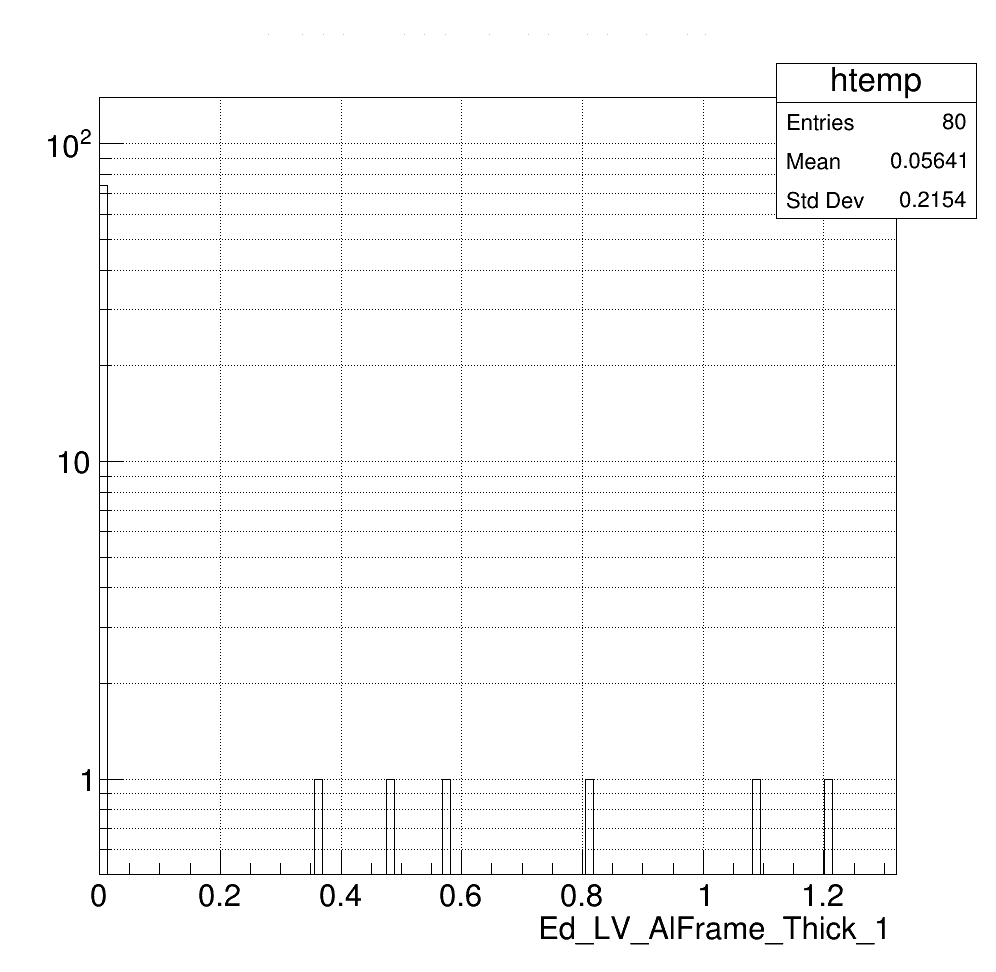 htemp
Entries 80
Mean 0.05641
Std Dev 0.2154
10²
10
1
0 0.2 0.4 0.6 0.8 1 1.2
Ed_LV_AlFrame_Thick_1